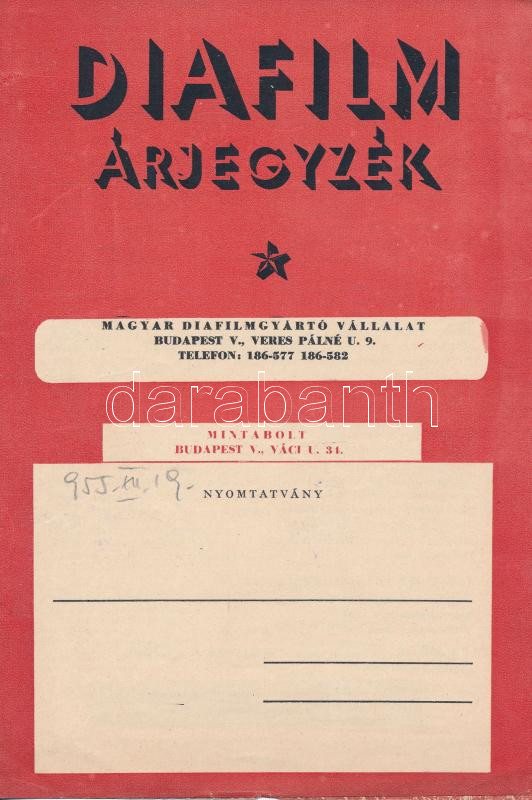 DIAFILM
ÁRJEGYZÉK
MAGYAR DIAFILMGYÁRTÓ VÁLLALAT
BUDAPEST V., VERES PÁLNÉ U. 9.
TELEFON: 186-577 186-582
darabanth
MINTABOLT
BUDAPEST V., VÁCI U. 34.
955. XII. 19.
NYOMTATVÁNY